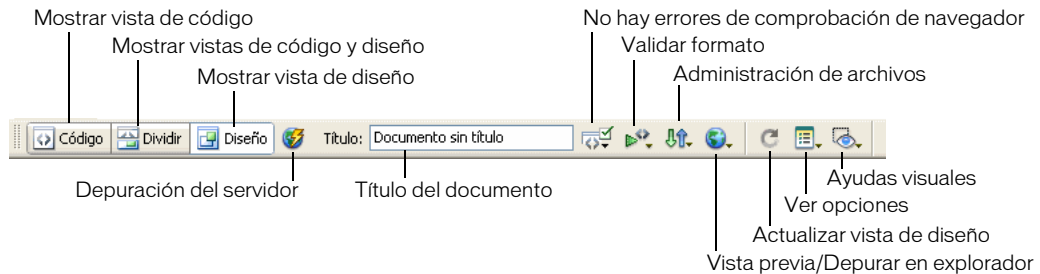 Mostrar vista de código
No hay errores de comprobación de navegador
Mostrar vistas de código y diseño
Validar formato
Mostrar vista de diseño
Administración de archivos
Código Dividir Diseño Título: Documento sin título
Depuración del servidor
Título del documento
Ayudas visuales
Ver opciones
Actualizar vista de diseño
Vista previa/Depurar en explorador